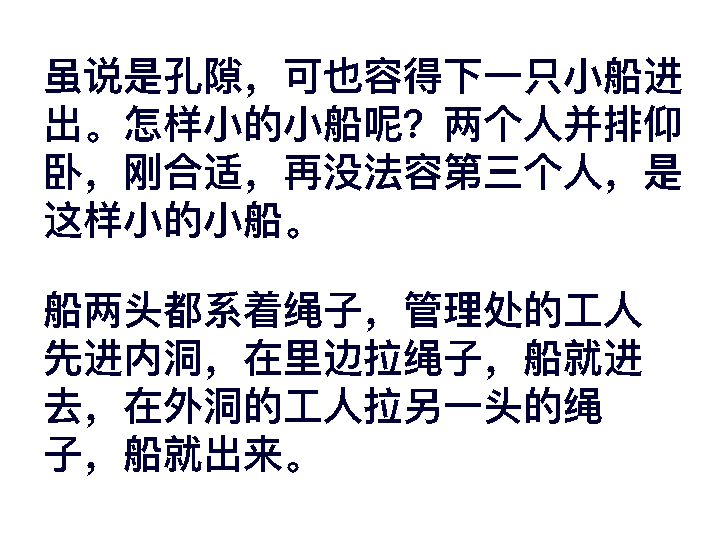 虽说是孔隙，可也容得下一只小船进
出。怎样小的小船呢？两个人并排仰
卧，刚合适，再没法容第三个人，是
这样小的小船。
船两头都系着绳子，管理处的工人
先进内洞，在里边拉绳子，船就进
去，在外洞的工人拉另一头的绳
子，船就出来。